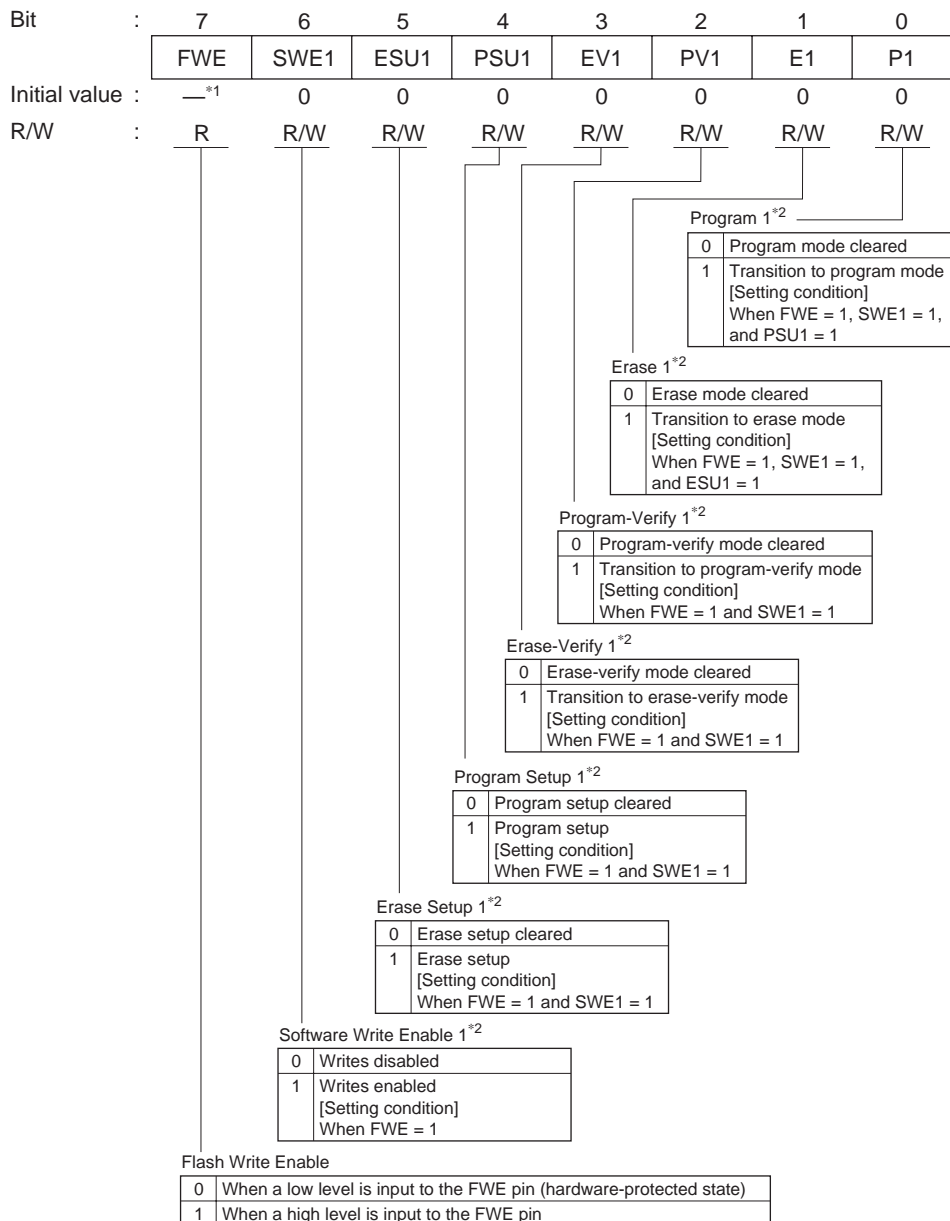 Bit : 7 6 5 4 3 2 1 0
FWE SWE1 ESU1 PSU1 EV1 PV1 E1 P1
Initial value : —*1 0 0 0 0 0 0 0
R/W : R R/W R/W R/W R/W R/W R/W R/W
Program 1*2
0 Program mode cleared
1 Transition to program mode
[Setting condition]
When FWE = 1, SWE1 = 1,
and PSU1 = 1
Erase 1*2
0 Erase mode cleared
1 Transition to erase mode
[Setting condition]
When FWE = 1, SWE1 = 1,
and ESU1 = 1
Program-Verify 1*2
0 Program-verify mode cleared
1 Transition to program-verify mode
[Setting condition]
When FWE = 1 and SWE1 = 1
Erase-Verify 1*2
0 Erase-verify mode cleared
1 Transition to erase-verify mode
[Setting condition]
When FWE = 1 and SWE1 = 1
Program Setup 1*2
0 Program setup cleared
1 Program setup
[Setting condition]
When FWE = 1 and SWE1 = 1
Erase Setup 1*2
0 Erase setup cleared
1 Erase setup
[Setting condition]
When FWE = 1 and SWE1 = 1
Software Write Enable 1*2
0 Writes disabled
1 Writes enabled
[Setting condition]
When FWE = 1
Flash Write Enable
0 When a low level is input to the FWE pin (hardware-protected state)
1 When a high level is input to the FWE pin